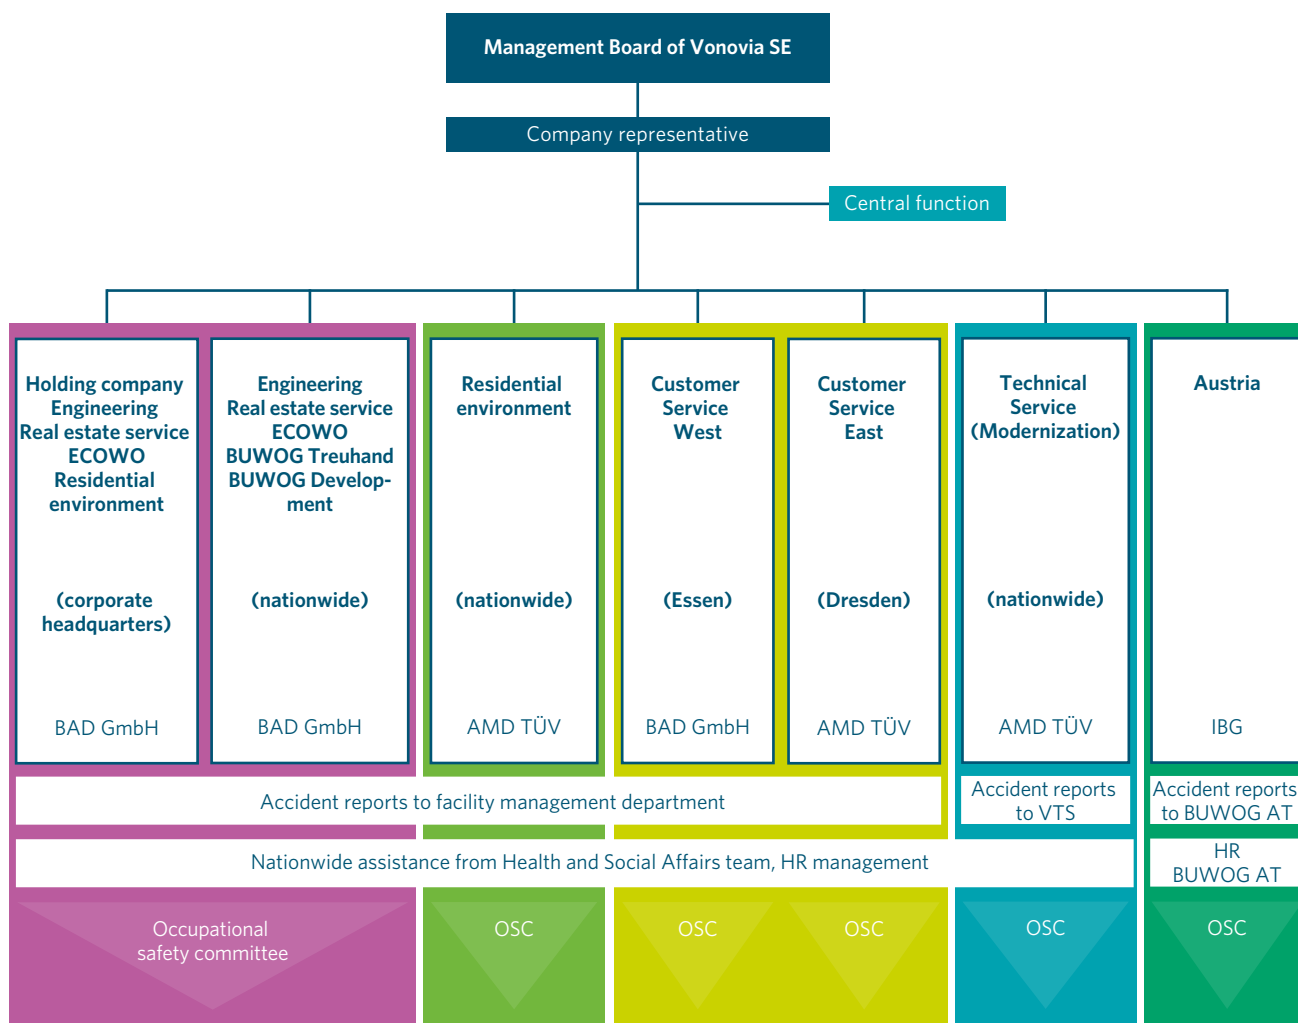 Management Board of Vonovia SE
Company representative
Central function
Holding company
Engineering
Real estate service
ECOWO
Residential
environment
(corporate
headquarters)
BAD GmbH
Engineering
Real estate service
ECOWO
BUWOG Treuhand
BUWOG Develop-
ment
(nationwide)
BAD GmbH
Residential
environment
(nationwide)
AMD TÜV
Customer
Service
West
(Essen)
BAD GmbH
Customer
Service
East
(Dresden)
AMD TÜV
Technical
Service
(Modernization)
(nationwide)
AMD TÜV
Austria
IBG
Accident reports to facility management department
Accident reports
to VTS
Accident reports
to BUWOG AT
Nationwide assistance from Health and Social Affairs team, HR management
HR
BUWOG AT
Occupational
safety committee
OSC
OSC
OSC
OSC
OSC